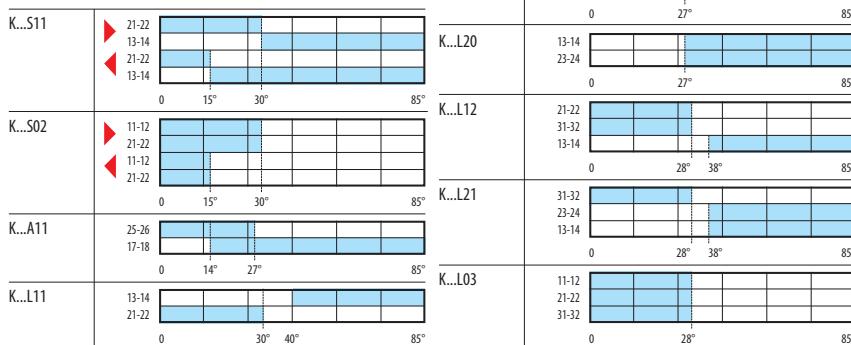 K...S11
21-22
13-14
21-22
13-14
0 15° 30° 85°
K...S02
11-12
21-22
11-12
21-22
0 15° 30° 85°
K...A11
25-26
17-18
0 14° 27° 85°
K...L11
13-14
21-22
0 30° 40° 85°
0 27° 85°
K...L20
13-14
23-24
0 27° 85°
K...L12
21-22
31-32
13-14
0 28° 38° 85°
K...L21
31-32
23-24
13-14
0 28° 38° 85°
K...L03
11-12
21-22
31-32
0 28° 85°